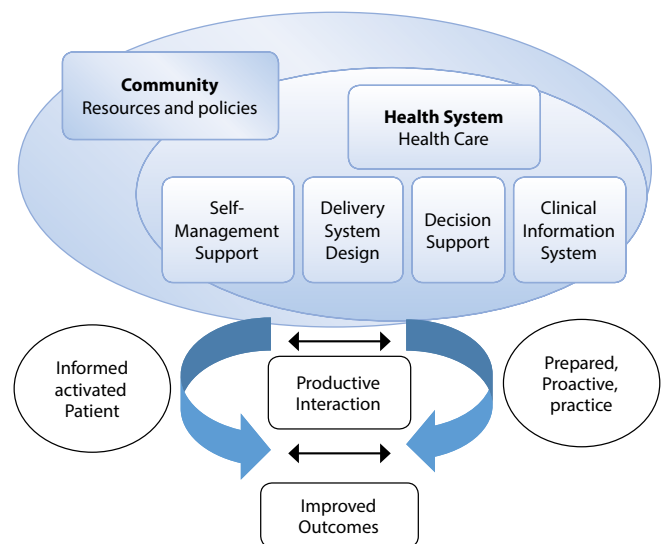 Community
Resources and policies
Health System
Health Care
Self-
Management
Support
Delivery
System
Design
Decision
Support
Clinical
Information
System
Informed
activated
Patient
Productive
Interaction
Prepared,
Proactive,
practice
Improved
Outcomes